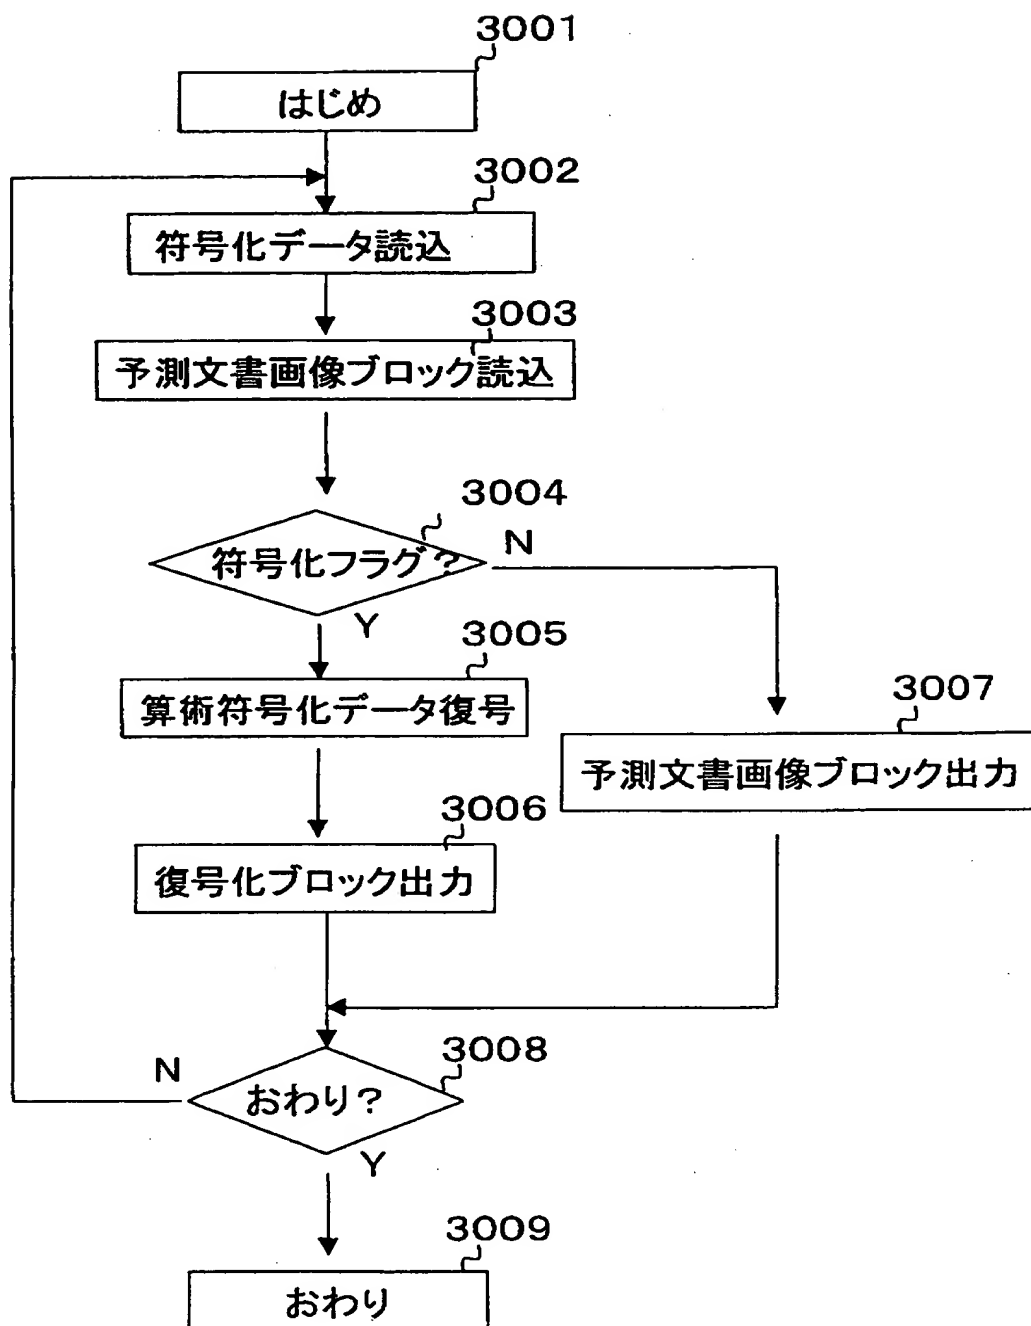 3001
はじめ
3002
符号化データ読込
3003
予測文書画像ブロック読込
3004
符号化フラグ?
N
Y
3005
算術符号化データ復号
3007
予測文書画像ブロック出力
3006
復号化ブロック出力
3008
N
おわり?
Y
3009
おわり